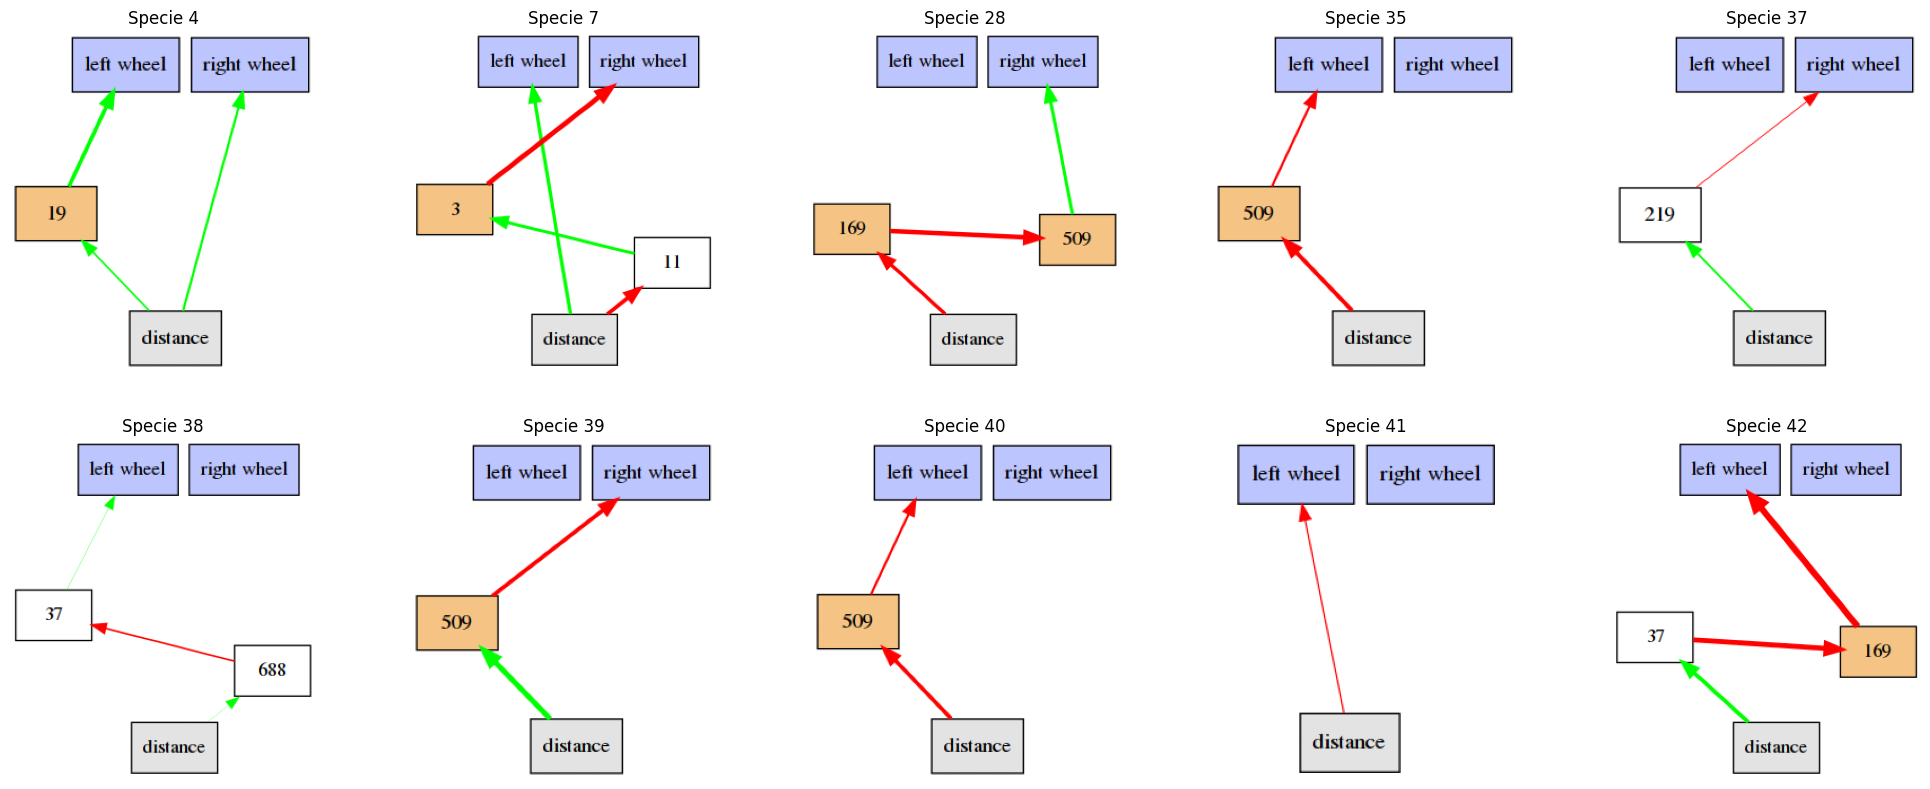 Specie 4
left wheel
right wheel
19
distance
Specie 7
left wheel
right wheel
3
11
distance
Specie 28
left wheel
right wheel
169
509
distance
Specie 35
left wheel
right wheel
509
distance
Specie 37
left wheel
right wheel
219
distance
Specie 38
left wheel
right wheel
37
688
distance
Specie 39
left wheel
right wheel
509
distance
Specie 40
left wheel
right wheel
509
distance
Specie 41
left wheel
right wheel
distance
Specie 42
left wheel
right wheel
37
169
distance